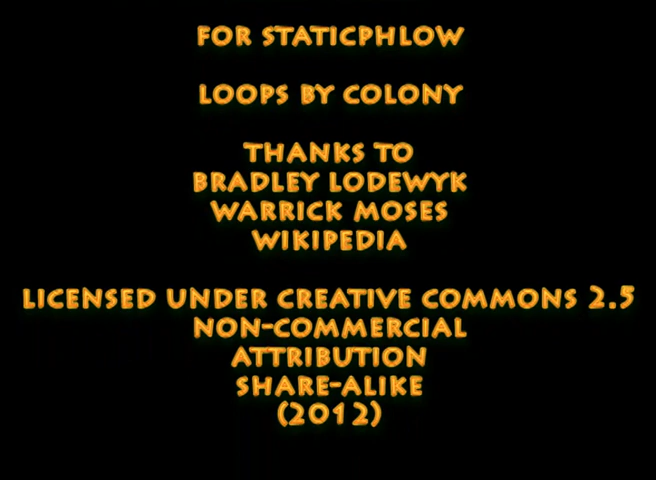 FOR STATICPHLOW
LOOPS BY COLONY
THANKS TO
BRADLEY LODEWYK
WARRICK MOSES
WIKIPEDIA
LICENSED UNDER CREATIVE COMMONS 2.5
NON-COMMERCIAL
ATTRIBUTION
SHARE-ALIKE
(2012)